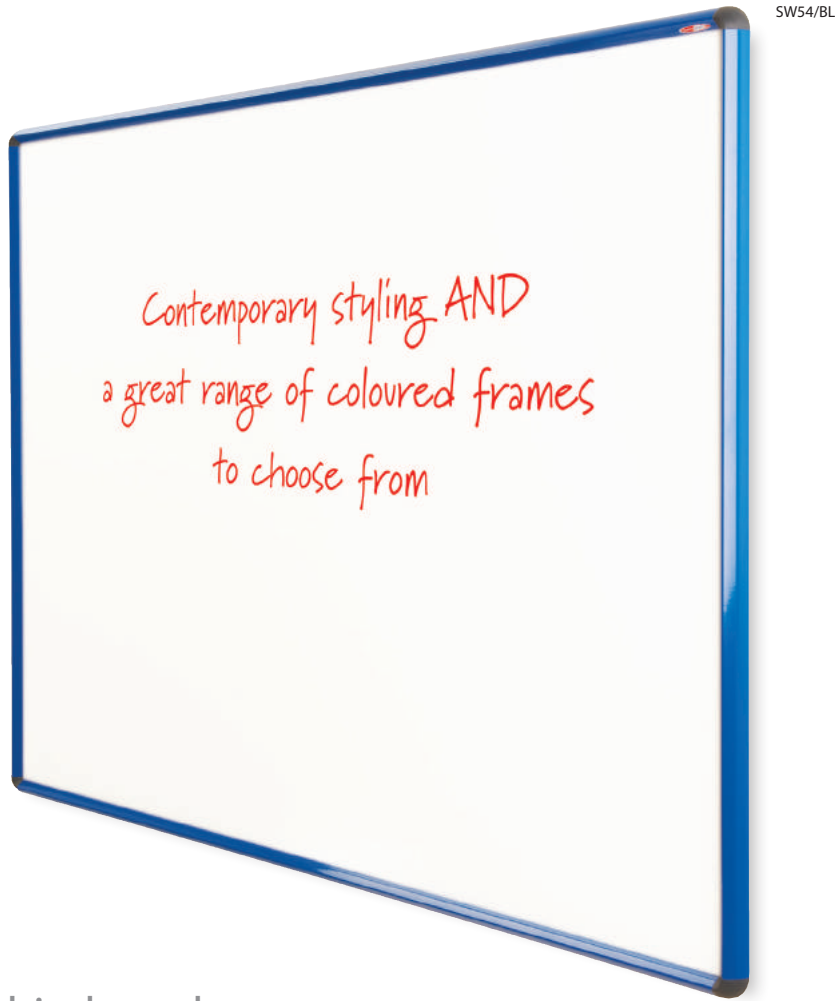 SW54/BL
Contemporary styling AND
a great range of coloured frames
to choose from